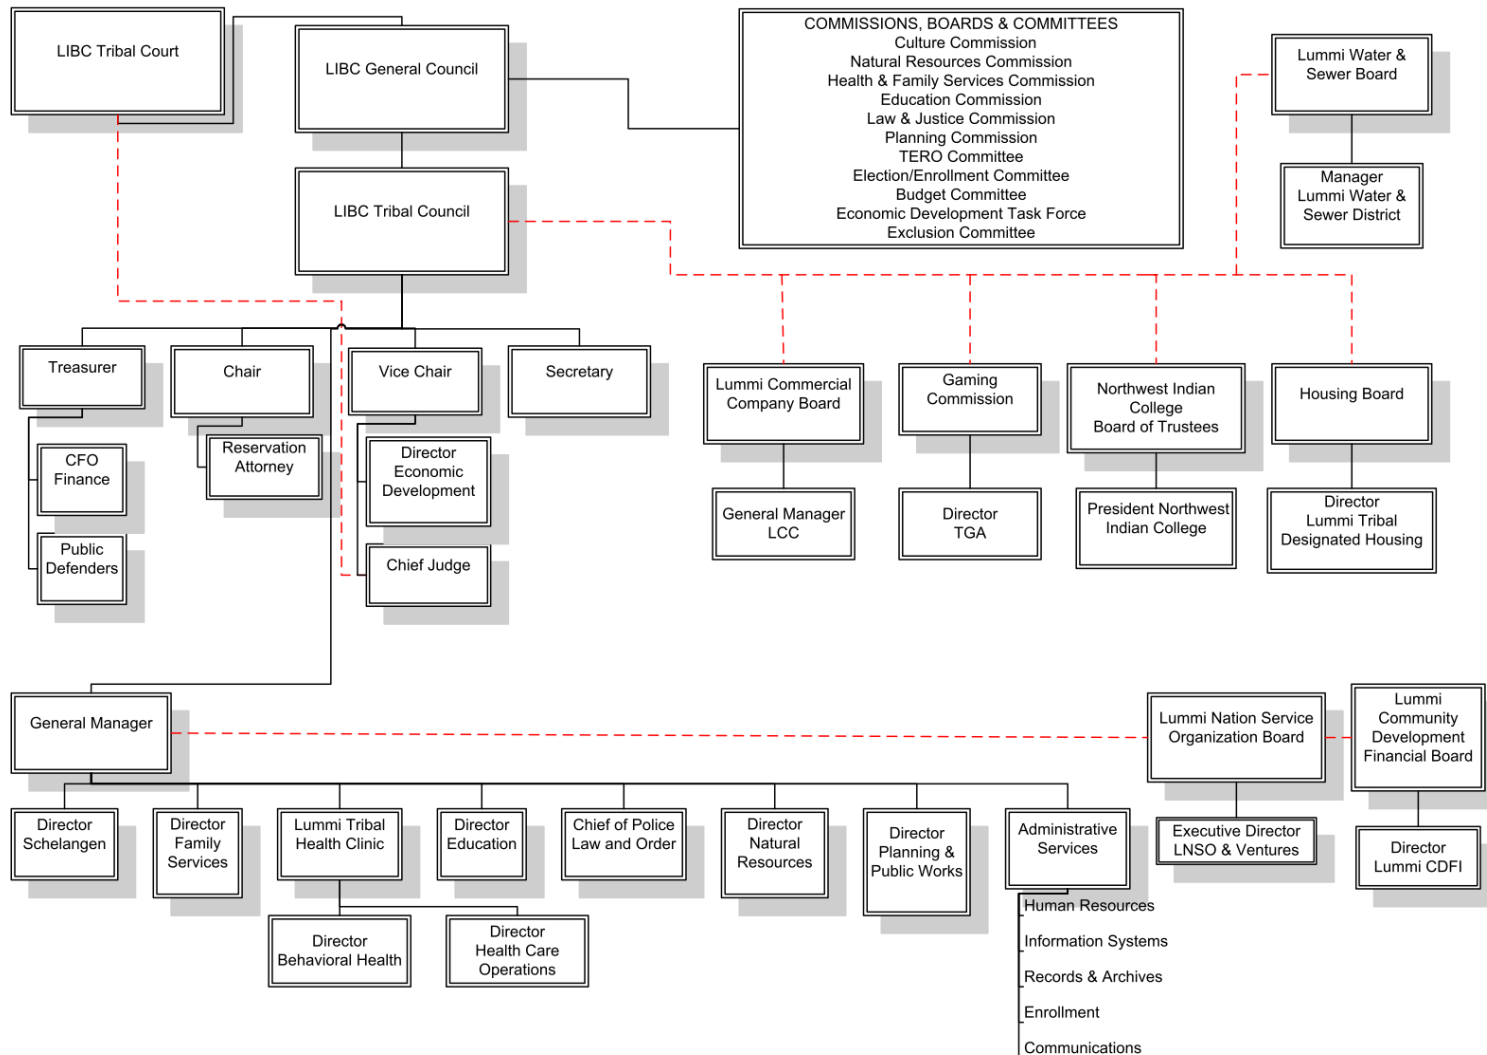 LIBC Tribal Court
LIBC General Council
COMMISSIONS, BOARDS & COMMITTEES
Culture Commission
Natural Resources Commission
Health & Family Services Commission
Education Commission
Law & Justice Commission
Planning Commission
TERO Committee
Election/Enrollment Committee
Budget Committee
Economic Development Task Force
Exclusion Committee
Lummi Water &
Sewer Board
Manager
Lummi Water &
Sewer District
LIBC Tribal Council
Treasurer
Chair
Vice Chair
Secretary
CFO
Finance
Public
Defenders
Reservation
Attorney
Director
Economic
Development
Chief Judge
Lummi Commercial
Company Board
Gaming
Commission
Northwest Indian
College
Board of Trustees
Housing Board
General Manager
LCC
Director
TGA
President Northwest
Indian College
Director
Lummi Tribal
Designated Housing
General Manager
Lummi Nation Service
Organization Board
Lummi
Community
Development
Financial Board
Director
Schelangen
Director
Family
Services
Lummi Tribal
Health Clinic
Director
Education
Chief of Police
Law and Order
Director
Natural
Resources
Director
Planning &
Public Works
Administrative
Services
Executive Director
LNSO & Ventures
Director
Lummi CDFI
Director
Behavioral Health
Director
Health Care
Operations
Human Resources
Information Systems
Records & Archives
Enrollment
Communications